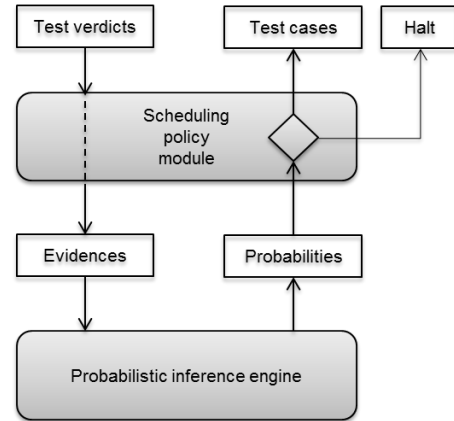 Test verdicts
Test cases
Halt
Scheduling
policy
module
Evidences
Probabilities
Probabilistic inference engine